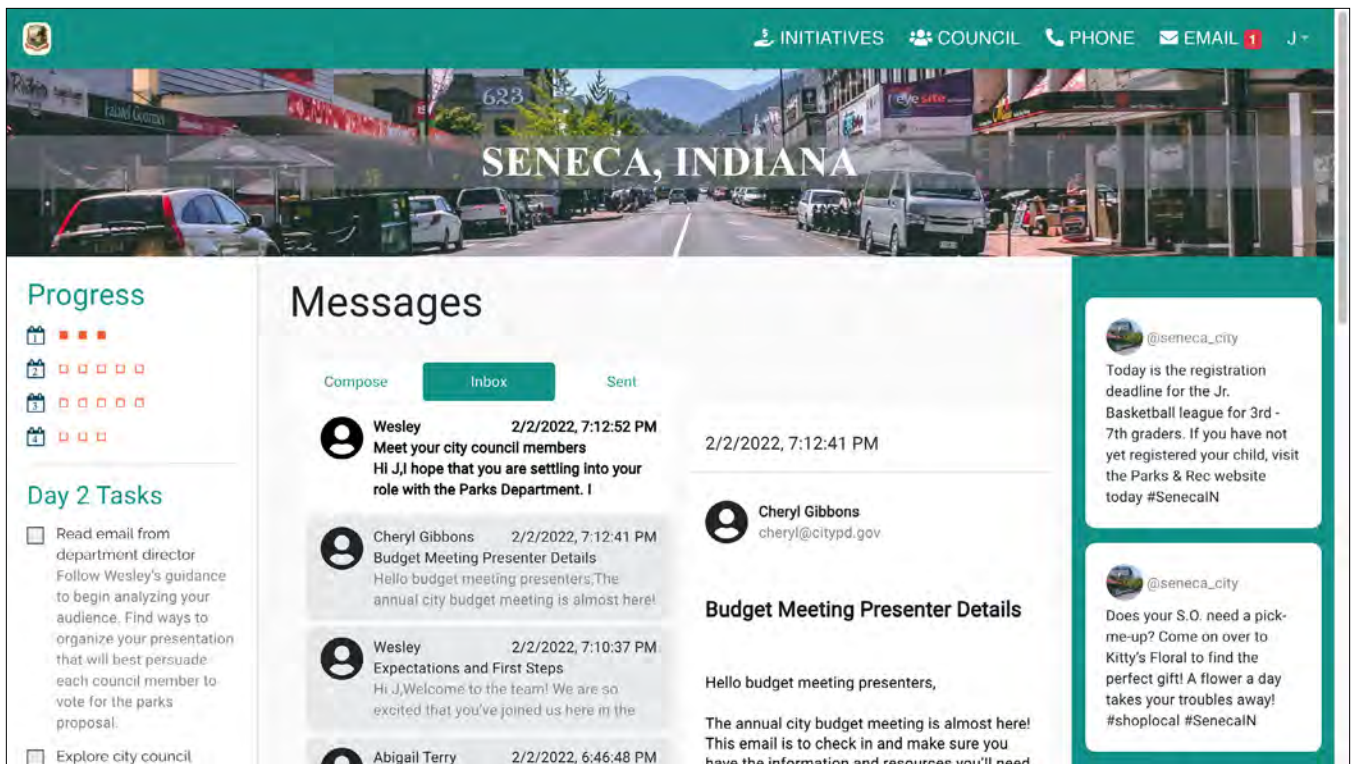 INITIATIVES COUNCIL PHONE EMAIL 1 J
623
eye site
SENECA, INDIANA
Progress
1
2
3
4
Day 2 Tasks
Read email from
department director
Follow Wesley's guidance
to begin analyzing your
audience. Find ways to
organize your presentation
that will best persuade
each council member to
vote for the parks
proposal.
Explore city council
Messages
Compose Inbox Sent
Wesley 2/2/2022, 7:12:52 PM
Meet your city council members
Hi J,I hope that you are settling into your
role with the Parks Department. I
Cheryl Gibbons 2/2/2022, 7:12:41 PM
Budget Meeting Presenter Details
Hello budget meeting presenters,The
annual city budget meeting is almost here!
Wesley 2/2/2022, 7:10:37 PM
Expectations and First Steps
Hi J,Welcome to the team! We are so
excited that you've joined us here in the
Abigail Terry 2/2/2022, 6:46:48 PM
2/2/2022, 7:12:41 PM
Cheryl Gibbons
cheryl@citypd.gov
Budget Meeting Presenter Details
Hello budget meeting presenters,
The annual city budget meeting is almost here!
This email is to check in and make sure you
have the information and resources you'll need
@seneca_city
Today is the registration
deadline for the Jr.
Basketball league for 3rd -
7th graders. If you have not
yet registered your child, visit
the Parks & Rec website
today #SenecaIN
@seneca_city
Does your S.O. need a pick-
me-up? Come on over to
Kitty's Floral to find the
perfect gift! A flower a day
takes your troubles away!
#shoplocal #SenecaIN